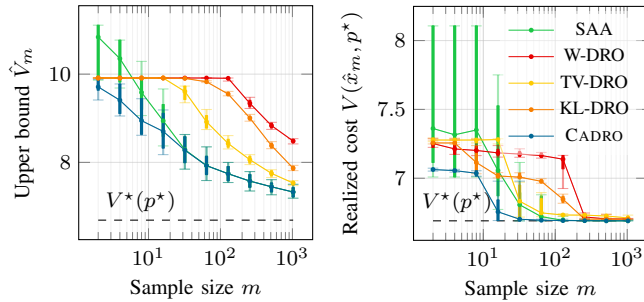 Upper bound V̂ₘ
10
8
V⋆(p⋆)
10¹
10²
10³
Sample size m
Realized cost V(x̂ₘ, p⋆)
8
7.5
7
V⋆(p⋆)
10¹
10²
10³
Sample size m
SAA
W-DRO
TV-DRO
KL-DRO
CADRO